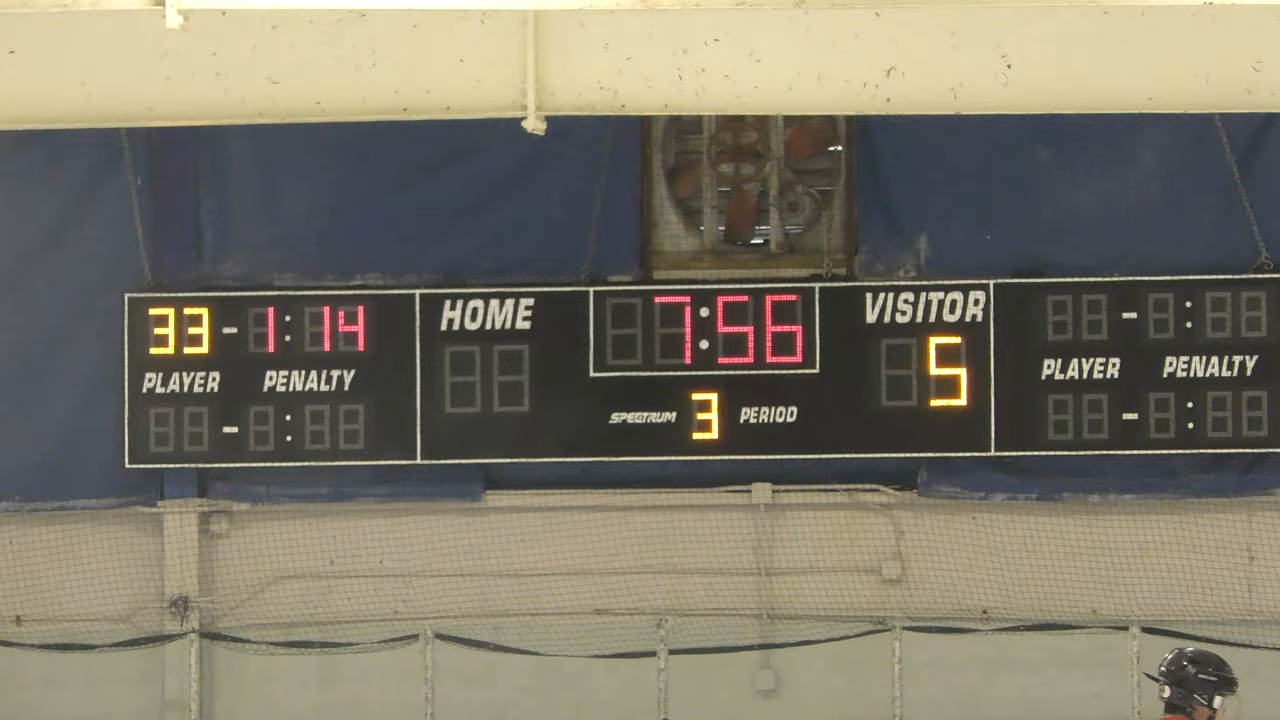 33-1:14
PLAYER PENALTY
HOME
7:56
SPECTRUM 3 PERIOD
VISITOR
5
PLAYER PENALTY